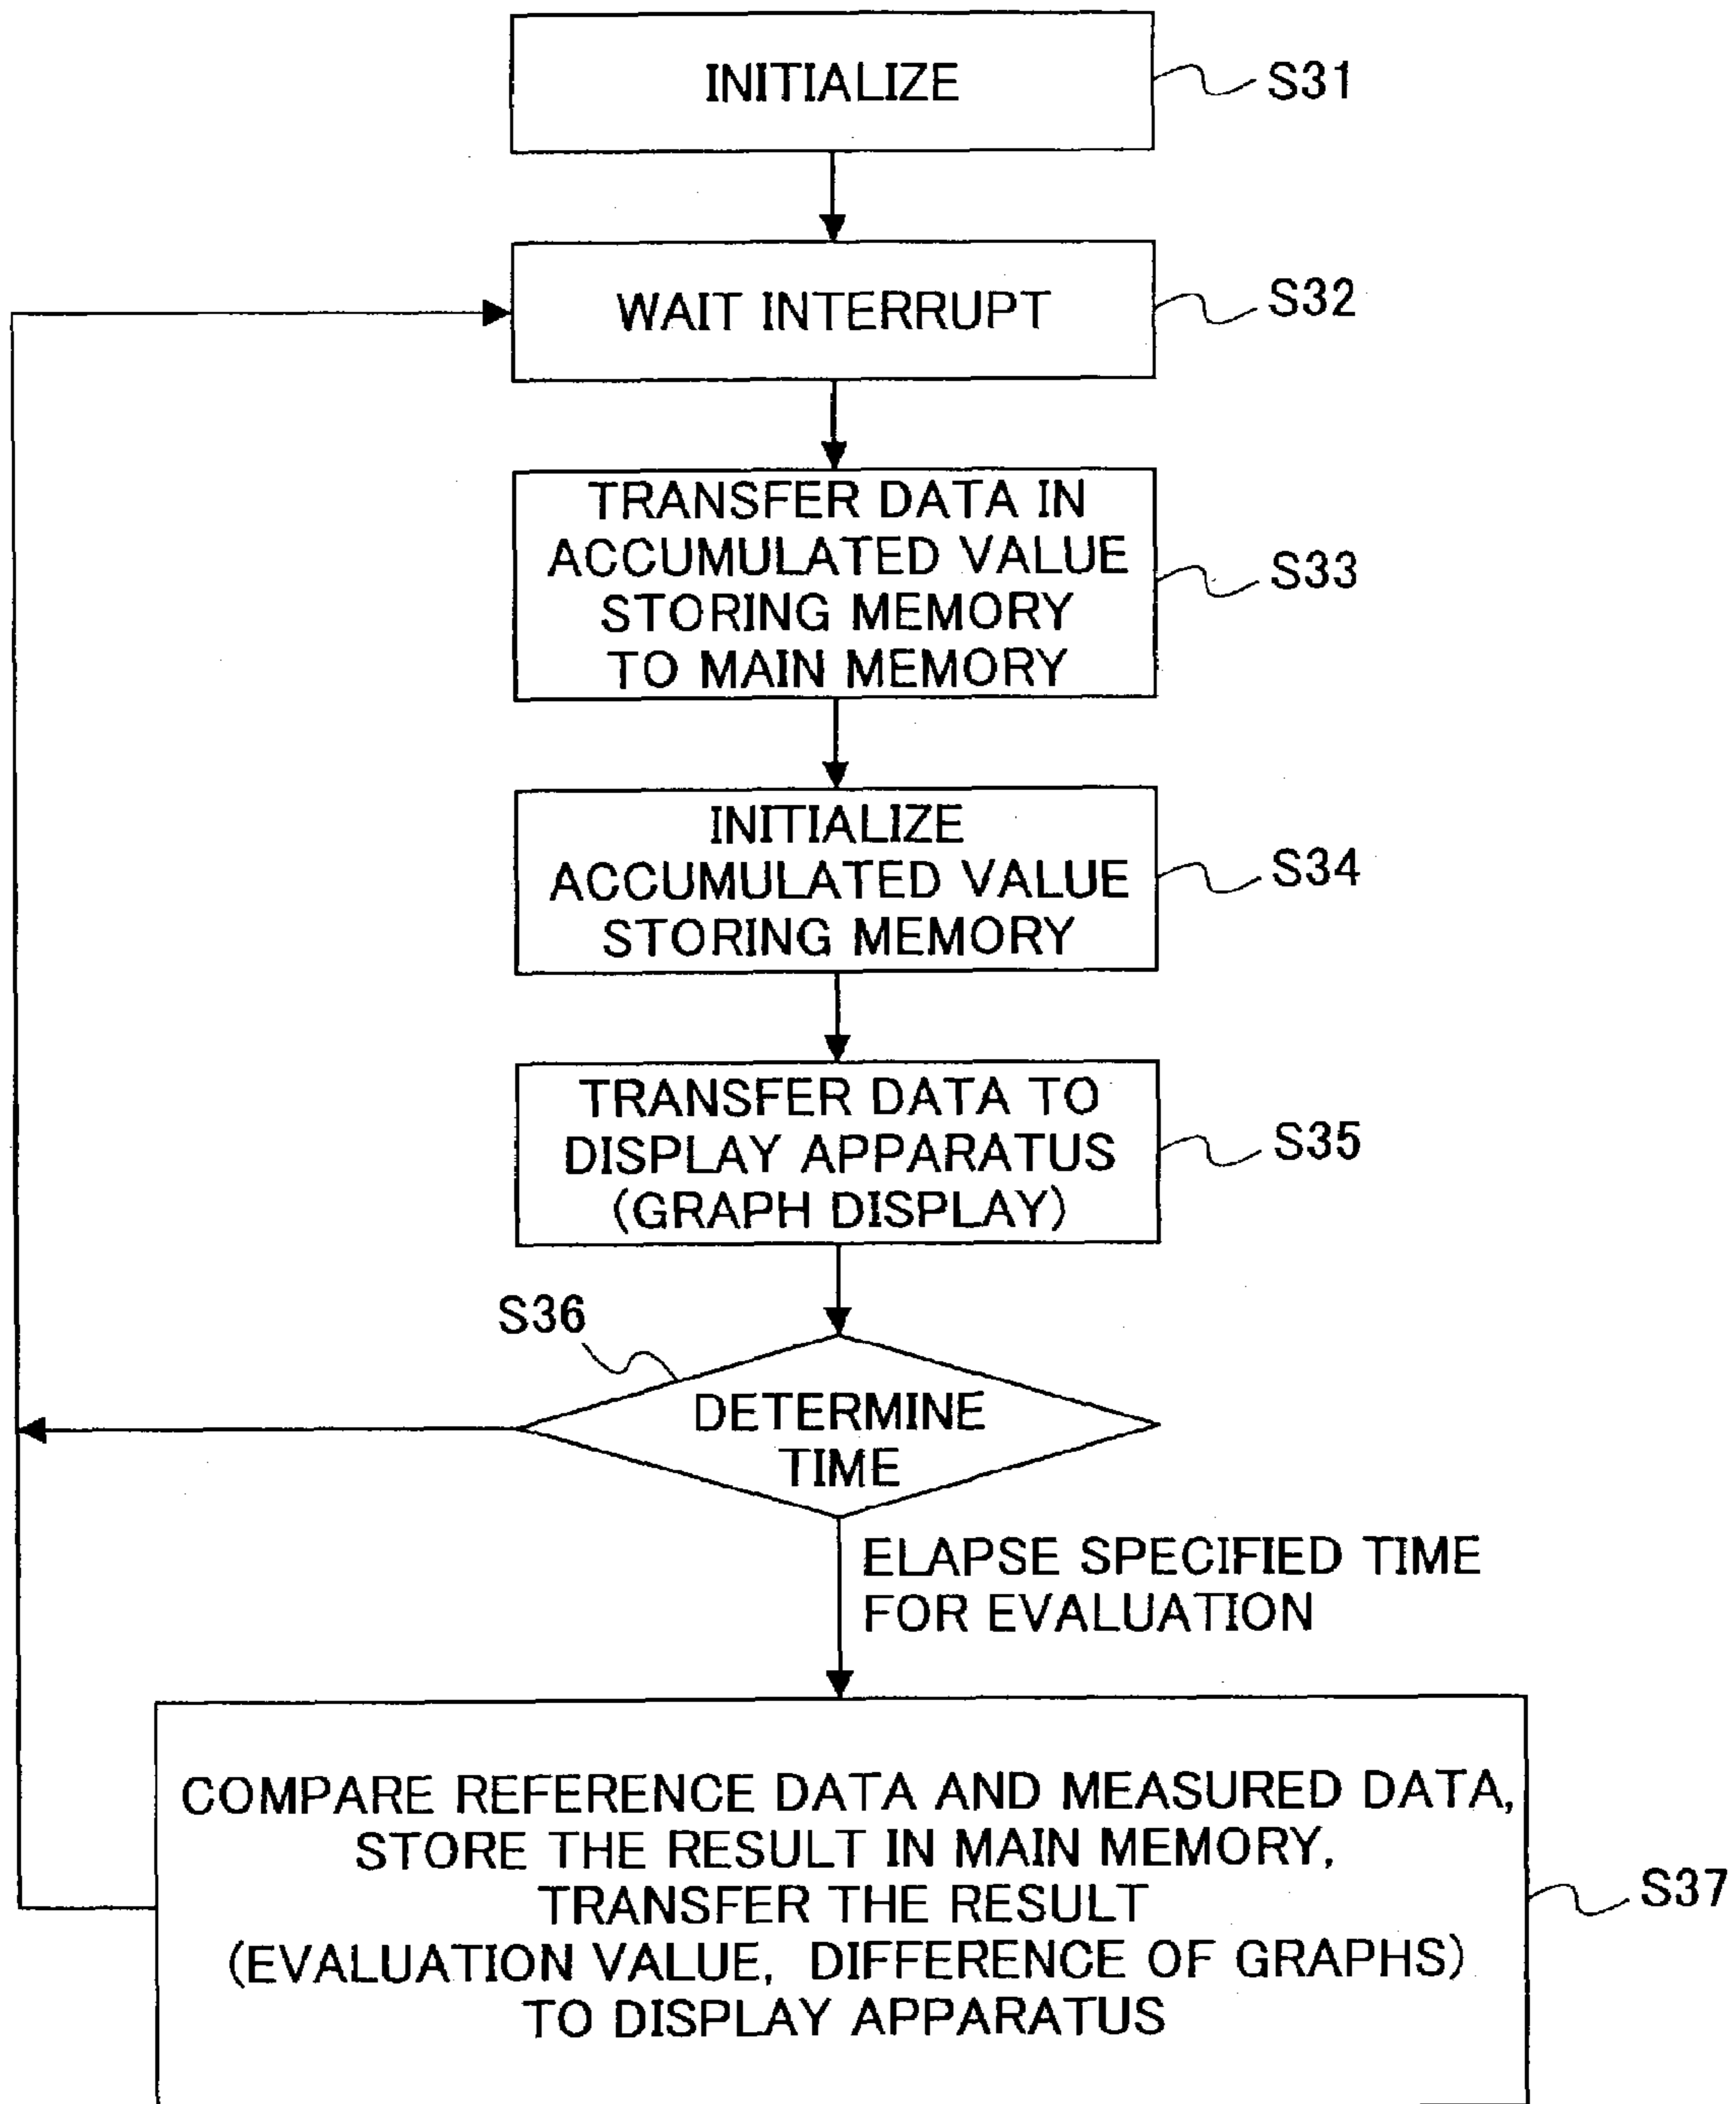 INITIALIZE
S31
WAIT INTERRUPT
S32
TRANSFER DATA IN
ACCUMULATED VALUE
STORING MEMORY
TO MAIN MEMORY
S33
INITIALIZE
ACCUMULATED VALUE
STORING MEMORY
S34
TRANSFER DATA TO
DISPLAY APPARATUS
(GRAPH DISPLAY)
S35
S36
DETERMINE
TIME
ELAPSE SPECIFIED TIME
FOR EVALUATION
COMPARE REFERENCE DATA AND MEASURED DATA,
STORE THE RESULT IN MAIN MEMORY,
TRANSFER THE RESULT
(EVALUATION VALUE, DIFFERENCE OF GRAPHS)
TO DISPLAY APPARATUS
S37